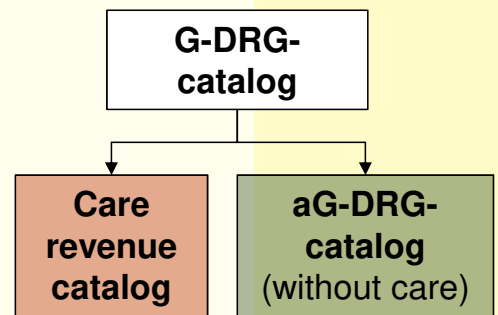 G-DRG-
catalog
Care
revenue
catalog
aG-DRG-
catalog
(without care)